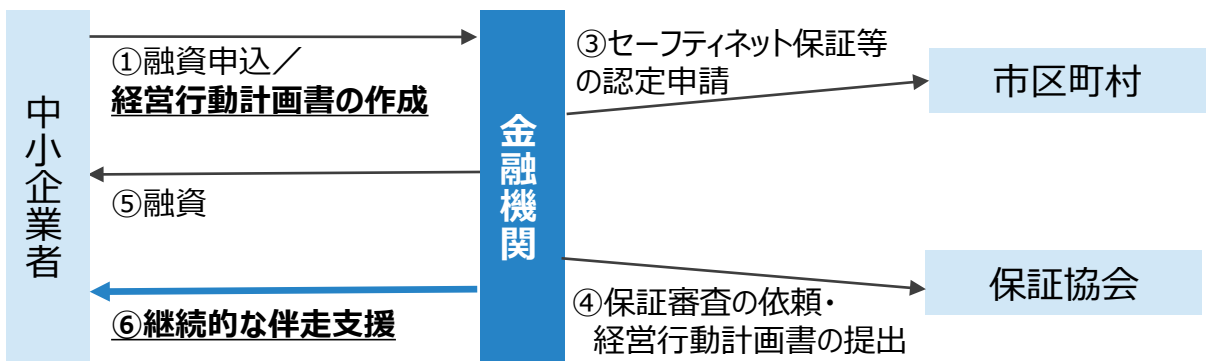 中小企業者
①融資申込／
経営行動計画書の作成
⑤融資
⑥継続的な伴走支援
金融機関
③セーフティネット保証等
の認定申請
④保証審査の依頼・
経営行動計画書の提出
市区町村
保証協会